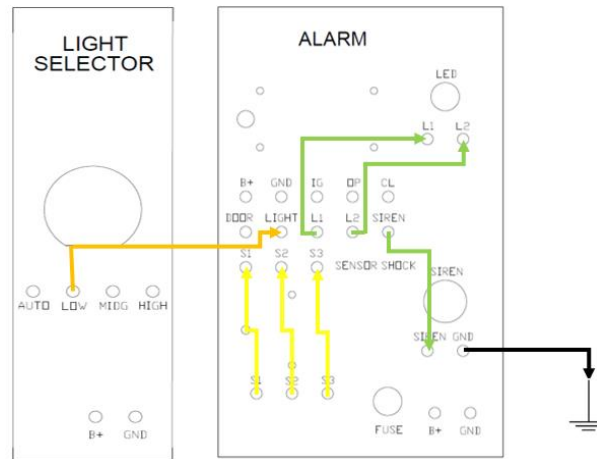 LIGHT
SELECTOR
AUTO LOW MIDG HIGH
B+ GND
ALARM
LED
L1 L2
B+ GND IG OP CL
DOOR LIGHT L1 L2 SIREN
S1 S2 S3 SENSOR SHOCK
SIREN
SIREN GND
S1 S2 S3
FUSE B+ GND